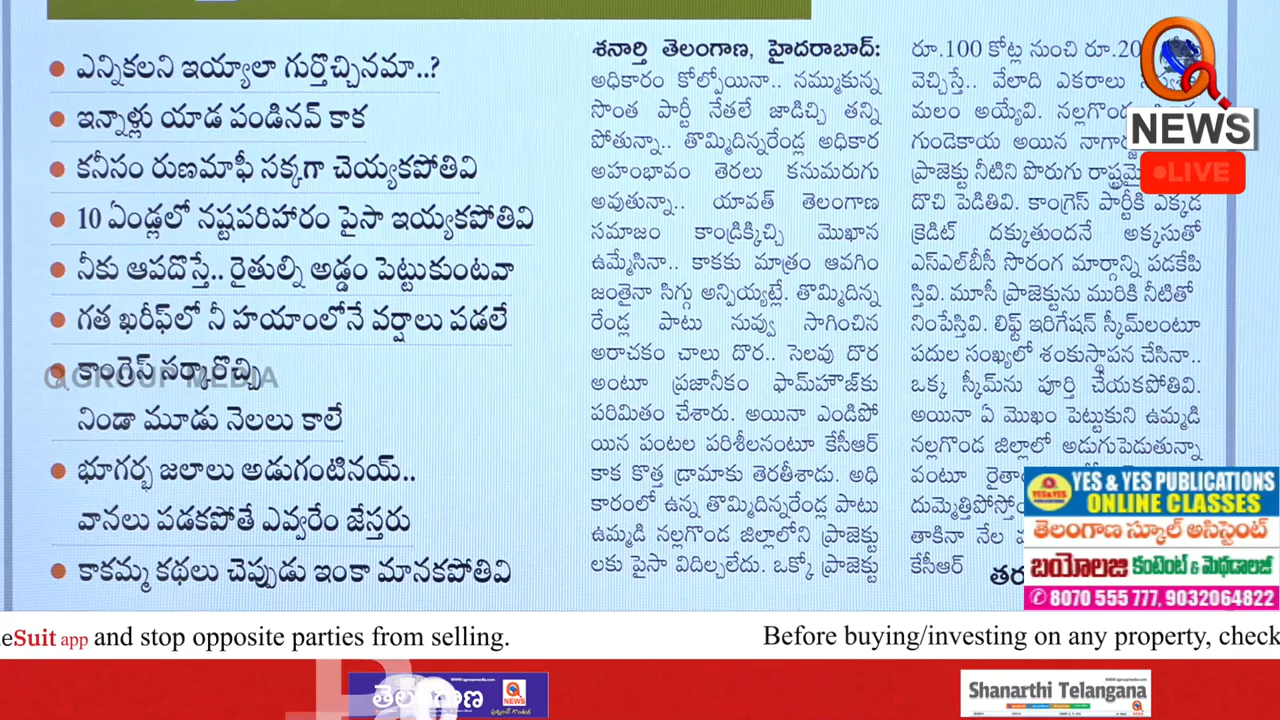 ఎన్నికలని ఇయ్యాలా గుర్తొచ్చినమా..?
ఇన్నాళ్లు యాడ పండినవ్ కాక
కనీసం రుణమాఫీ సక్కగా చెయ్యకపోతివి
10 ఏండ్లలో నష్టపరిహారం పైసా ఇయ్యకపోతివి
నీకు ఆపదొస్తే.. రైతుల్ని అడ్డం పెట్టుకుంటవా
గత ఖరీఫ్‌లో నీ హయాంలోనే వర్షాలు పడలే
కాంగ్రెస్ సర్కారొచ్చి
నిండా మూడు నెలలు కాలే
భూగర్భ జలాలు అడుగంటినయ్..
వానలు పడకపోతే ఎవ్వరేం జేస్తరు
కాకమ్మ కథలు చెప్పుడు ఇంకా మానకపోతివి
QGROUP MEDIA
శనార్తి తెలంగాణ, హైదరాబాద్:
అధికారం కోల్పోయినా.. నమ్ముకున్న
సొంత పార్టీ నేతలే జాడిచ్చి తన్ని
పోతున్నా.. తొమ్మిదిన్నరేండ్ల అధికార
అహంభావం తెరలు కనుమరుగు
అవుతున్నా.. యావత్ తెలంగాణ
సమాజం కాండ్రిక్కిచ్చి మొఖాన
ఉమ్మేసినా.. కాకకు మాత్రం ఆవగిం
జంతైనా సిగ్గు అన్పియ్యట్లే. తొమ్మిదిన్న
రేండ్ల పాటు నువ్వు సాగించిన
అరాచకం చాలు దొర.. సెలవు దొర
అంటూ ప్రజానీకం ఫామ్‌హౌజ్‌కు
పరిమితం చేశారు. అయినా ఎండిపో
యిన పంటల పరిశీలనంటూ కేసీఆర్
కాక కొత్త డ్రామాకు తెరతీశాడు. అధి
కారంలో ఉన్న తొమ్మిదిన్నరేండ్ల పాటు
ఉమ్మడి నల్లగొండ జిల్లాలోని ప్రాజెక్టు
లకు పైసా విదిల్చలేదు. ఒక్కో ప్రాజెక్టు
రూ.100 కోట్ల నుంచి రూ.20
వెచ్చిస్తే.. వేలాది ఎకరాలు
మలం అయ్యేవి. నల్లగొండ
గుండెకాయ అయిన
ప్రాజెక్టు నీటిని పొరుగు
దొచి పెడితివి. కాంగ్రెస్ పార్టీకి ఎక్కడ
క్రెడిట్ దక్కుతుందనే అక్కసుతో
ఎస్ఎల్‌బీసీ సొరంగ మార్గాన్ని పడకేపి
స్తివి. మూసీ ప్రాజెక్టును మురికి నీటితో
నింపేస్తివి. లిఫ్ట్ ఇరిగేషన్ స్కీమ్‌లంటూ
పదుల సంఖ్యలో శంకుస్థాపన చేసినా..
ఒక్క స్కీమ్‌ను పూర్తి చేయకపోతివి.
అయినా ఏ మొఖం పెట్టుకుని ఉమ్మడి
నల్లగొండ జిల్లాలో అడుగుపెడుతున్నా
వంటూ
దుమ్మెత్తిపోస్తోం
తాకినా నేల
కేసీఆర్
Q
NEWS
LIVE
YES & YES PUBLICATIONS
ONLINE CLASSES
తెలంగాణ స్కూల్ అసిస్టెంట్
బయోలజీ కంటెంట్ & మెథడాలజీ
8070 555 777, 9032064822
eSuit app and stop opposite parties from selling. Before buying/investing on any property, check
తెలంగాణ
Q NEWS
Shanarthi Telangana